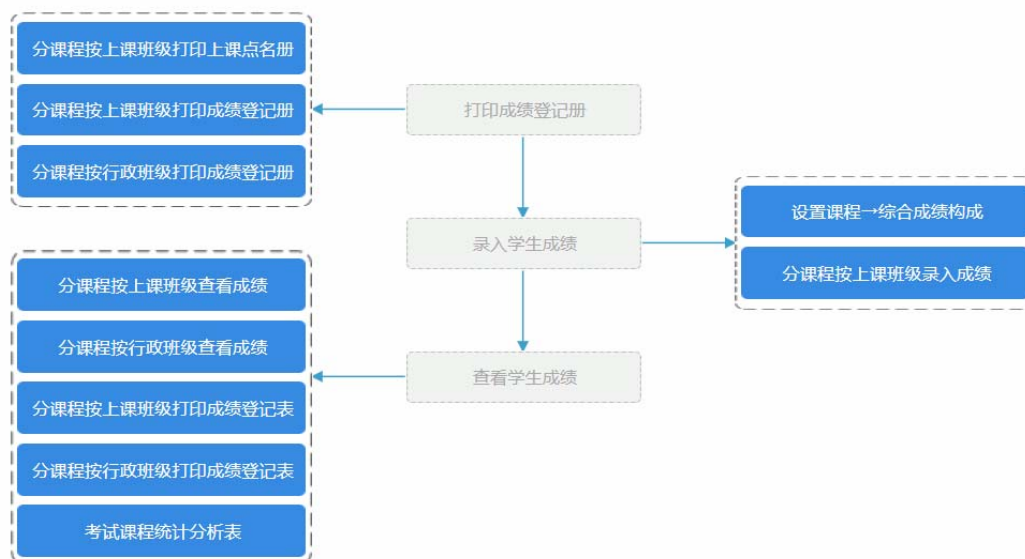 分课程按上课班级打印上课点名册
分课程按上课班级打印成绩登记册
分课程按行政班级打印成绩登记册
打印成绩登记册
录入学生成绩
设置课程→综合成绩构成
分课程按上课班级录入成绩
查看学生成绩
分课程按上课班级查看成绩
分课程按行政班级查看成绩
分课程按上课班级打印成绩登记表
分课程按行政班级打印成绩登记表
考试课程统计分析表